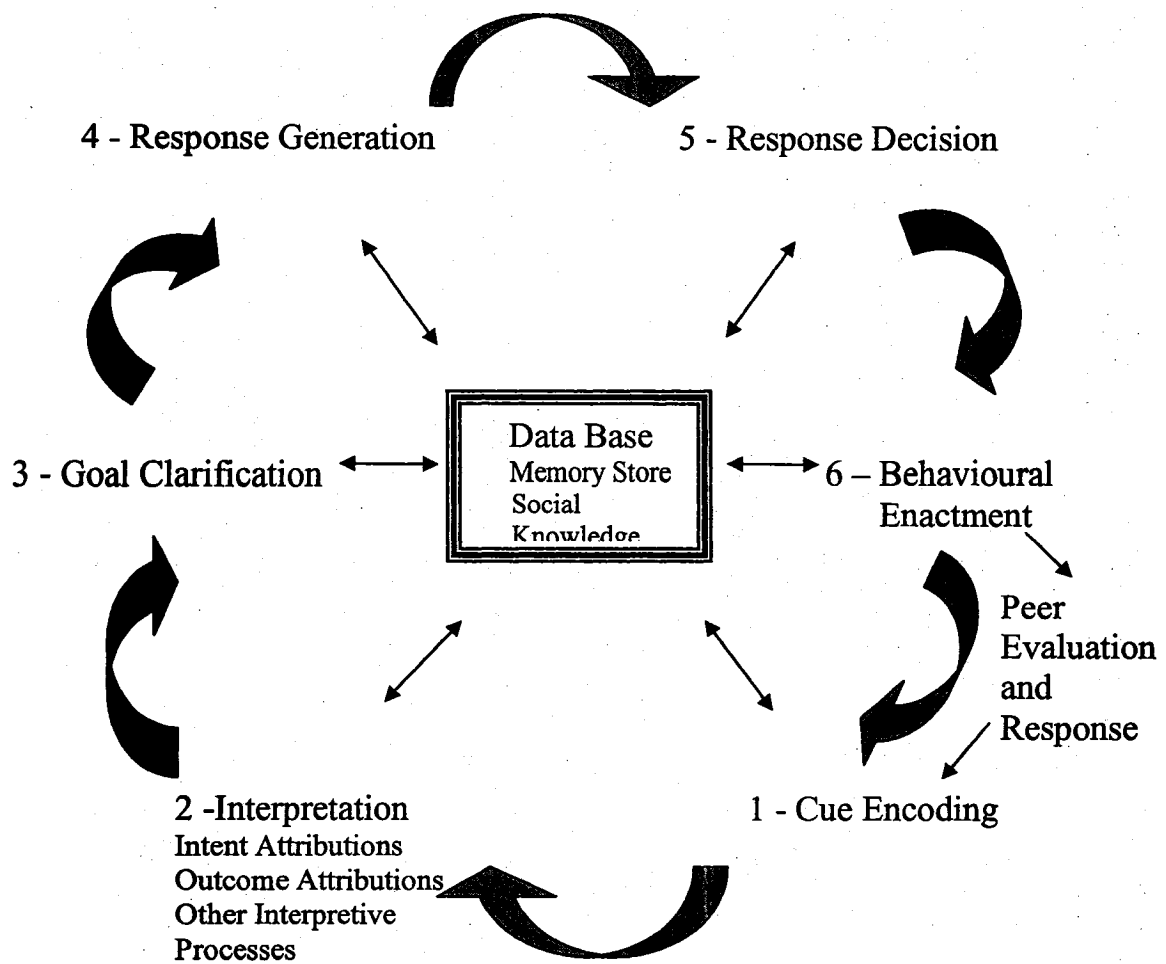 4 - Response Generation
5 - Response Decision
Data Base
Memory Store
Social
Knowledge
3 - Goal Clarification
6 – Behavioural
Enactment
Peer
Evaluation
and
Response
2 -Interpretation
Intent Attributions
Outcome Attributions
Other Interpretive
Processes
1 - Cue Encoding